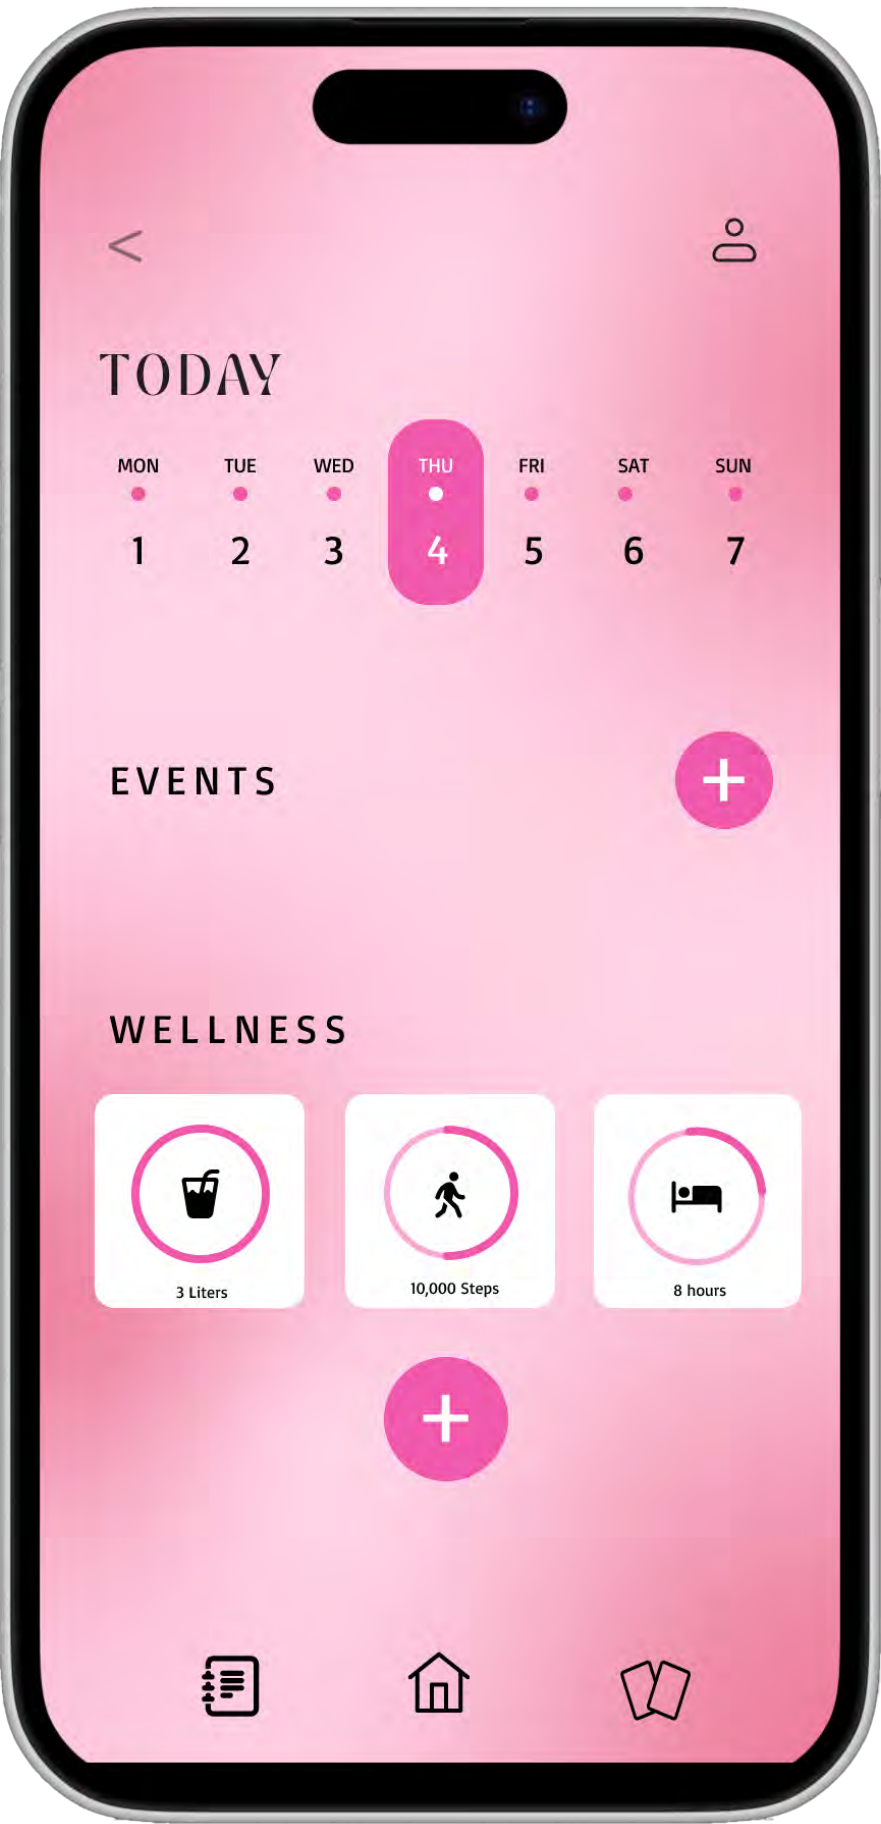 TODAY
MON TUE WED THU FRI SAT SUN
1 2 3 4 5 6 7
EVENTS
WELLNESS
3 Liters 10,000 Steps 8 hours